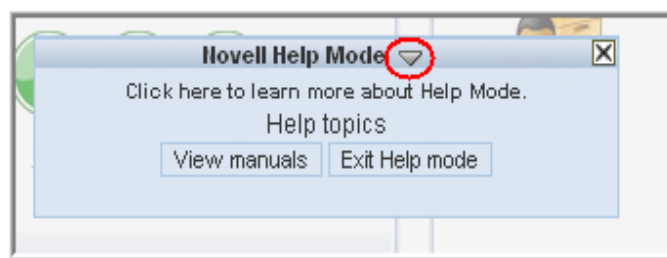 Novell Help Mode
Click here to learn more about Help Mode.
Help topics
View manuals Exit Help mode